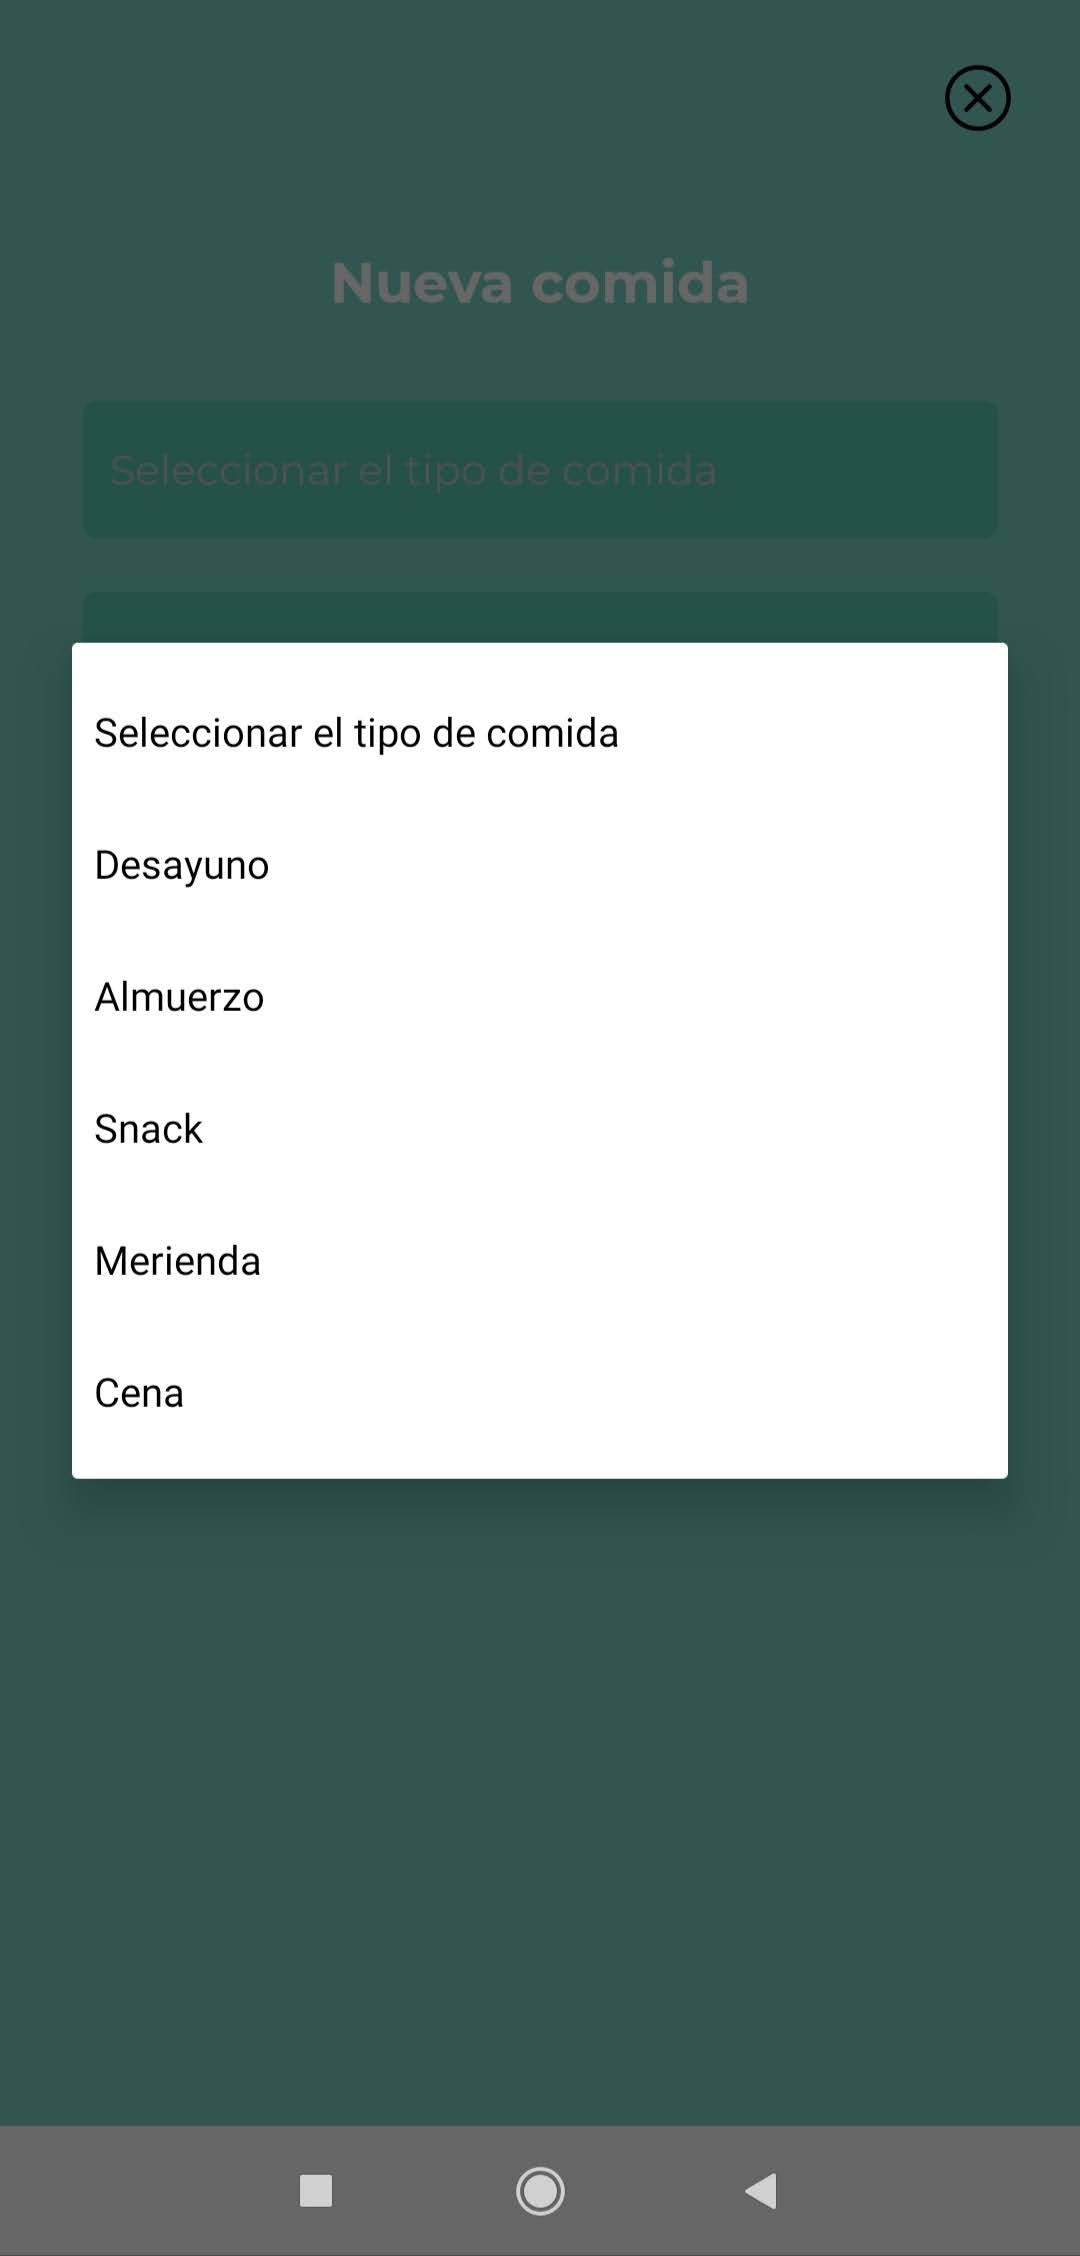 Nueva comida
Seleccionar el tipo de comida
Seleccionar el tipo de comida
Desayuno
Almuerzo
Snack
Merienda
Cena